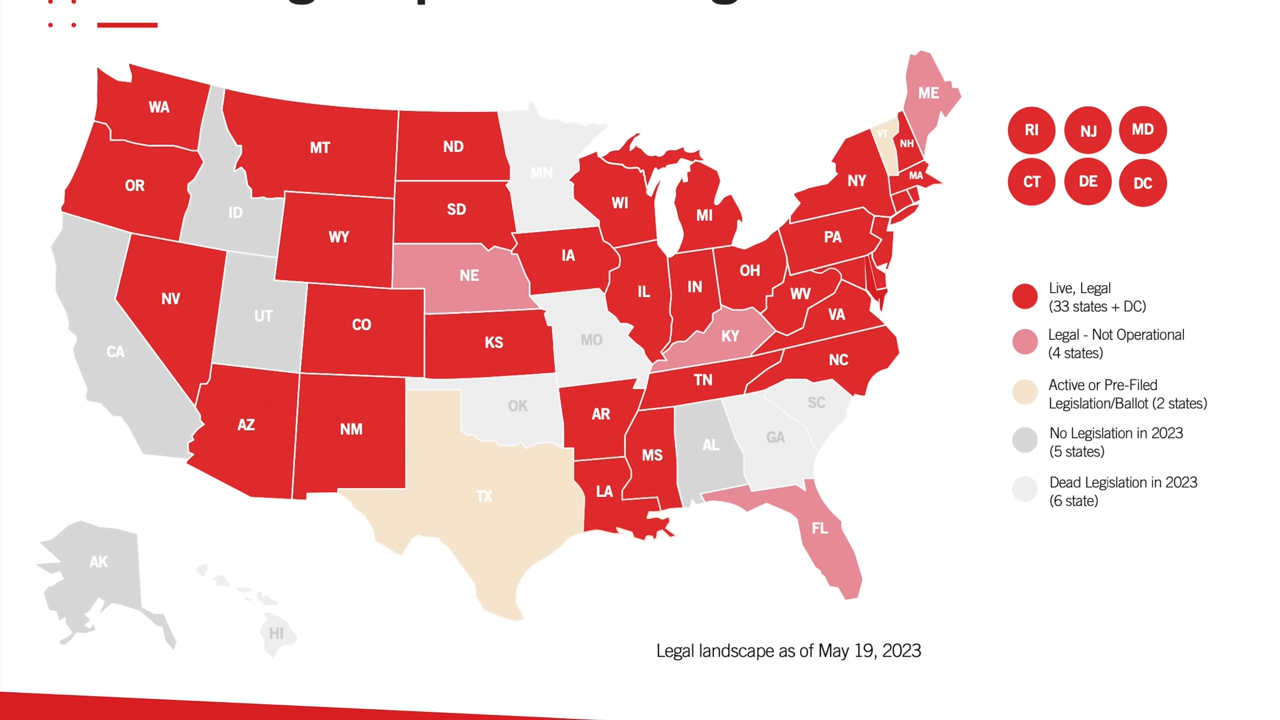 WA
MT
ND
MN
ME
VT
NH
OR
ID
SD
WI
MI
NY
MA
WY
IA
PA
NE
OH
NV
UT
CO
IL
IN
WV
VA
CA
KS
MO
KY
NC
TN
AZ
NM
OK
AR
SC
GA
AL
MS
TX
LA
FL
AK
HI
RI NJ MD
CT DE DC
Live, Legal
(33 states + DC)
Legal - Not Operational
(4 states)
Active or Pre-Filed
Legislation/Ballot (2 states)
No Legislation in 2023
(5 states)
Dead Legislation in 2023
(6 state)
Legal landscape as of May 19, 2023